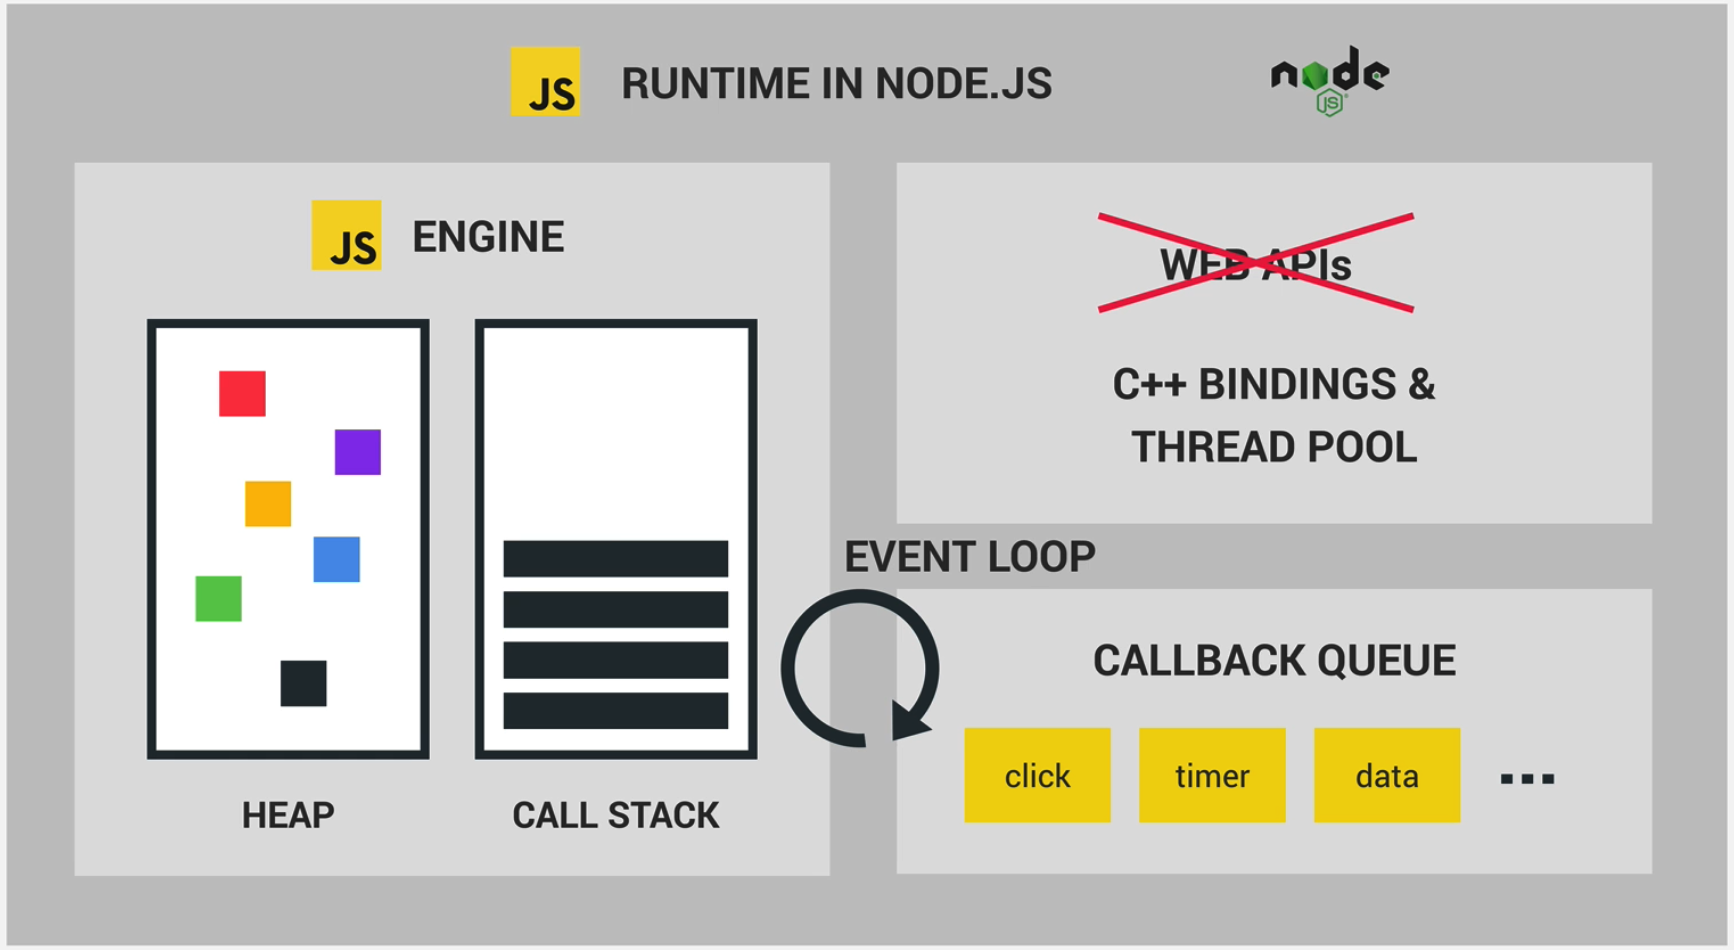 JS RUNTIME IN NODE.JS
node
JS
JS ENGINE
HEAP
CALL STACK
WEB APIs
C++ BINDINGS &
THREAD POOL
EVENT LOOP
CALLBACK QUEUE
click timer data ...